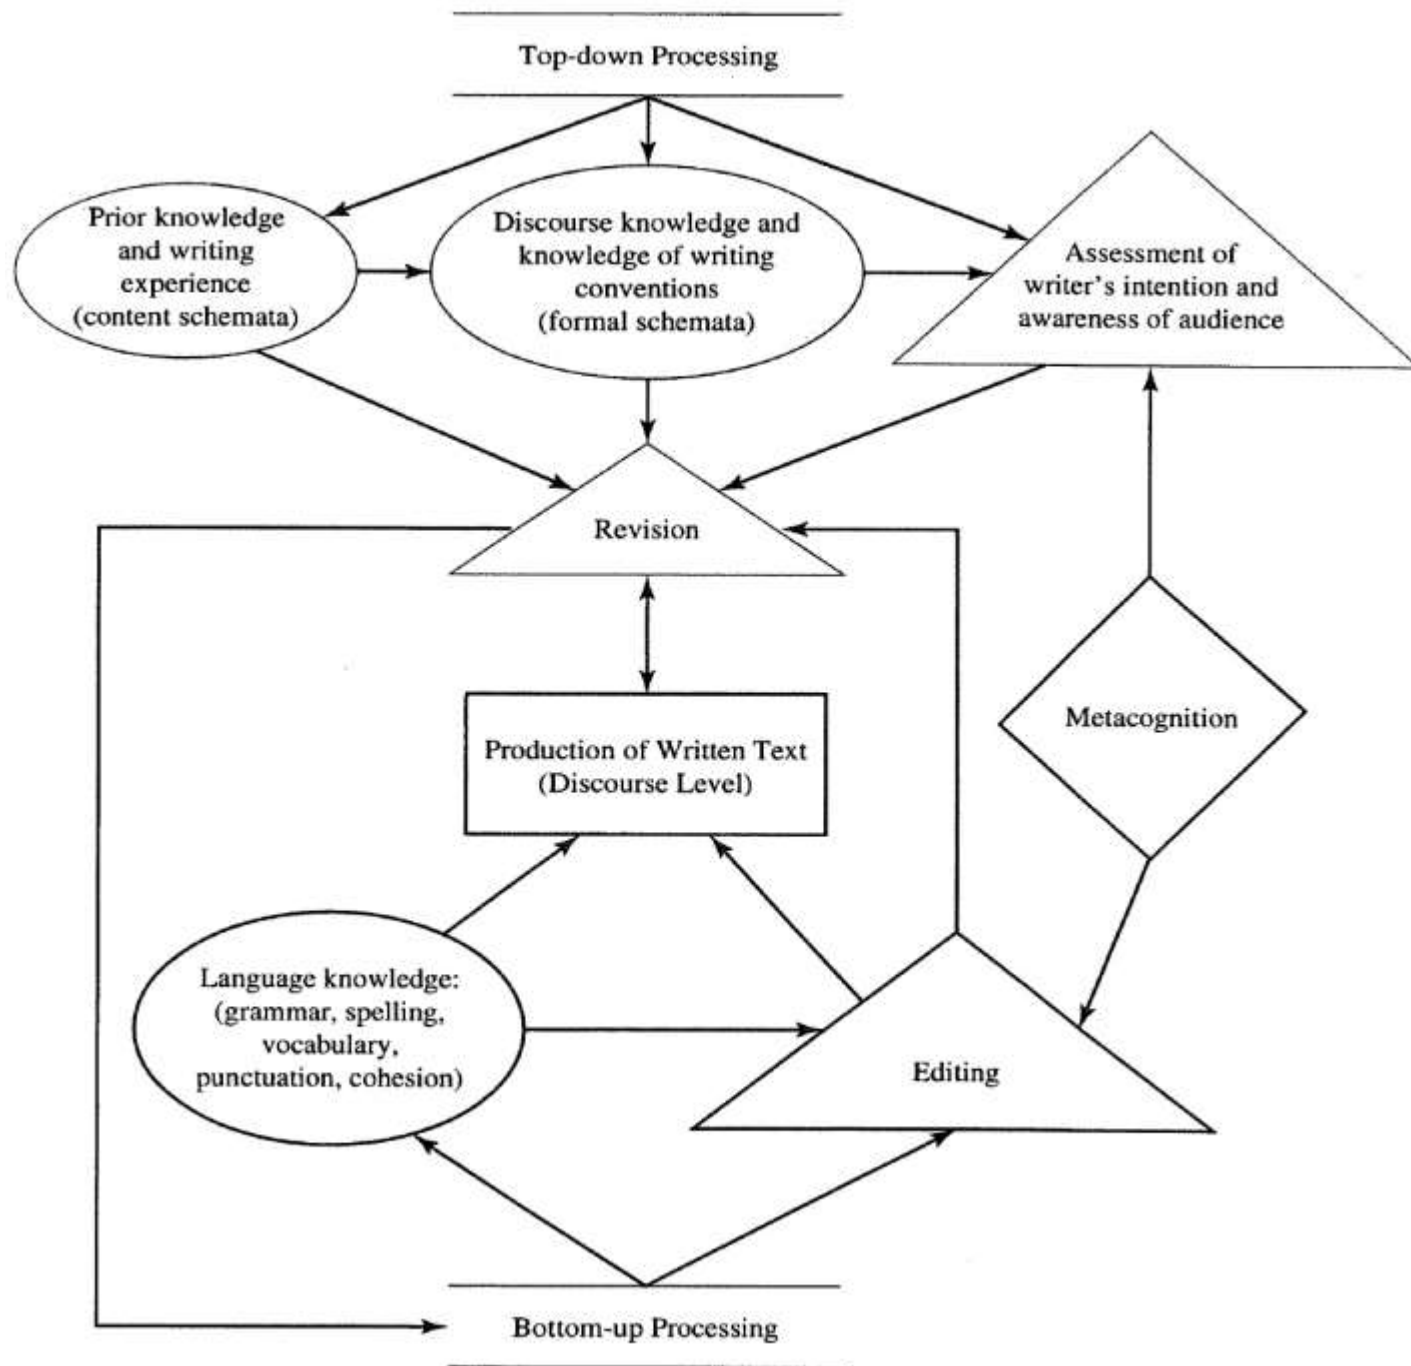 Top-down Processing
Prior knowledge
and writing
experience
(content schemata)
Discourse knowledge and
knowledge of writing
conventions
(formal schemata)
Assessment of
writer's intention and
awareness of audience
Revision
Production of Written Text
(Discourse Level)
Metacognition
Language knowledge:
(grammar, spelling,
vocabulary,
punctuation, cohesion)
Editing
Bottom-up Processing